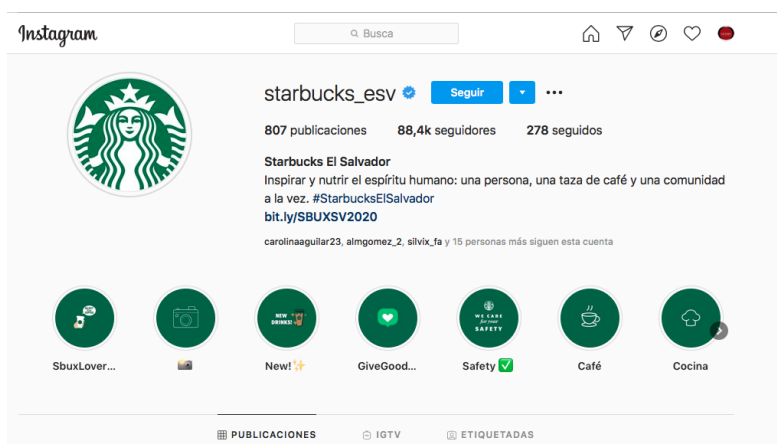 Instagram
Busca
starbucks_esv
Seguir
807 publicaciones 88,4k seguidores 278 seguidos
Starbucks El Salvador
Inspirar y nutrir el espíritu humano: una persona, una taza de café y una comunidad
a la vez. #StarbucksElSalvador
bit.ly/SBUXSV2020
carolinaaguilar23, almgomez_2, silvix_fa y 15 personas más siguen esta cuenta
NEW
DRINKS!
WE CARE
for your
SAFETY
SbuxLover... New!✨ GiveGood... Safety ✅ Café Cocina
PUBLICACIONES IGTV ETIQUETADAS